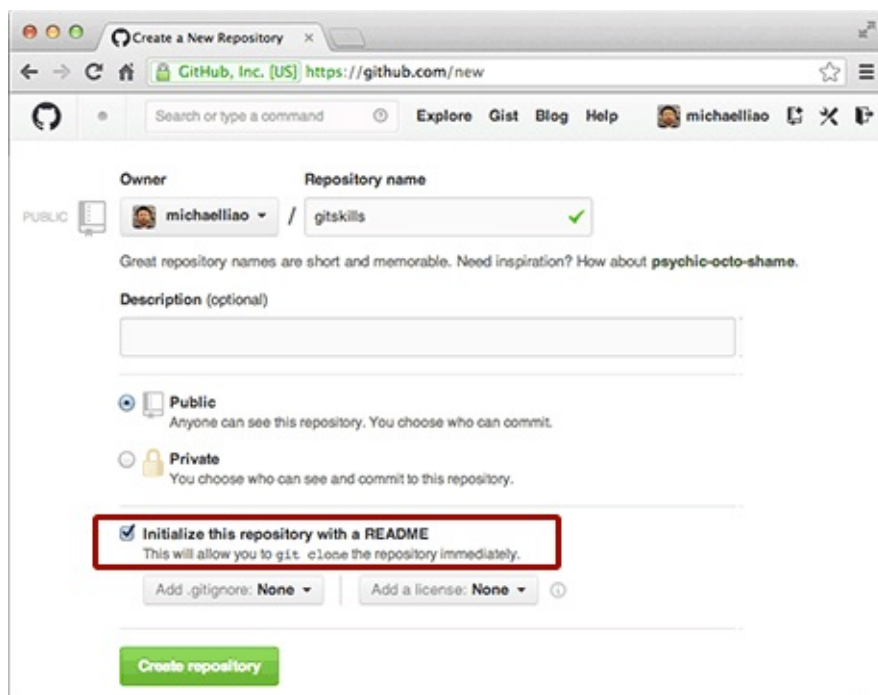 Create a New Repository
GitHub, Inc. [US] https://github.com/new
Search or type a command Explore Gist Blog Help michaelliao
Owner Repository name
PUBLIC michaelliao / gitskills
Great repository names are short and memorable. Need inspiration? How about psychic-octo-shame.
Description (optional)
Public
Anyone can see this repository. You choose who can commit.
Private
You choose who can see and commit to this repository.
Initialize this repository with a README
This will allow you to git clone the repository immediately.
Add .gitignore: None Add a license: None
Create repository